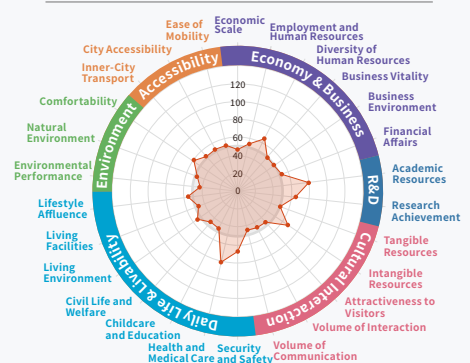 Economic
Scale
Employment and
Human Resources
Diversity of
Human Resources
Business Vitality
Business
Environment
Financial
Affairs
Academic
Resources
Research
Achievement
Tangible
Resources
Intangible
Resources
Attractiveness to
Visitors
Volume of Interaction
Volume of
Communication
Security
and Safety
Health and
Medical Care
Childcare
and Education
Civil Life and
Welfare
Living
Environment
Living
Facilities
Lifestyle
Affluence
Environmental
Performance
Natural
Environment
Comfortability
Inner-City
Transport
City Accessibility
Ease of
Mobility
Economy & Business
R&D
Cultural Interaction
Daily Life & Livability
Environment
Accessibility
120
100
80
60
40
20
0